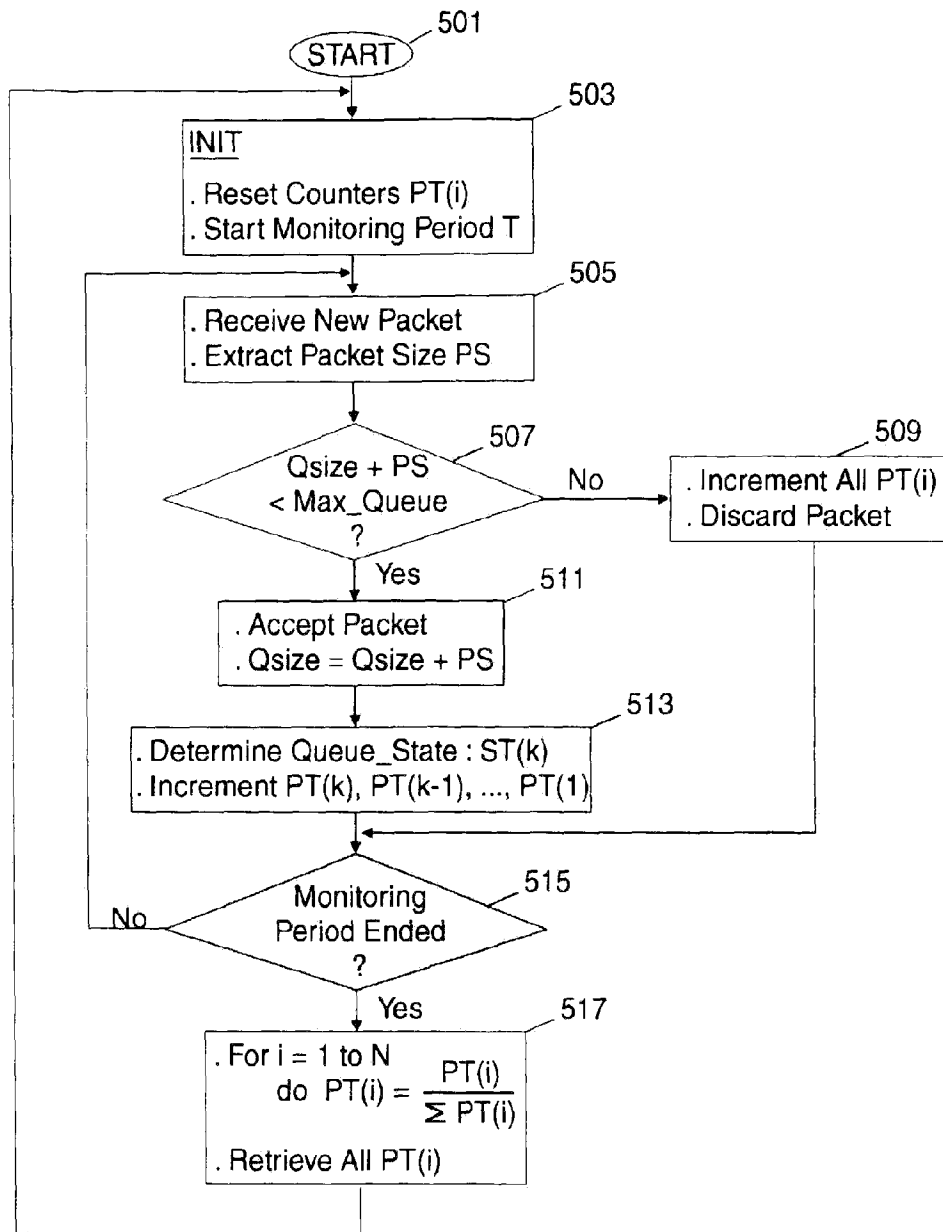 501
START
503
INIT
. Reset Counters PT(i)
. Start Monitoring Period T
505
. Receive New Packet
. Extract Packet Size PS
507
Qsize + PS
< Max_Queue
?
No
509
. Increment All PT(i)
. Discard Packet
Yes
511
. Accept Packet
. Qsize = Qsize + PS
513
. Determine Queue_State : ST(k)
. Increment PT(k), PT(k-1), ..., PT(1)
515
Monitoring
Period Ended
?
No
Yes
517
. For i = 1 to N
do PT(i) = PT(i) / Σ PT(i)
. Retrieve All PT(i)